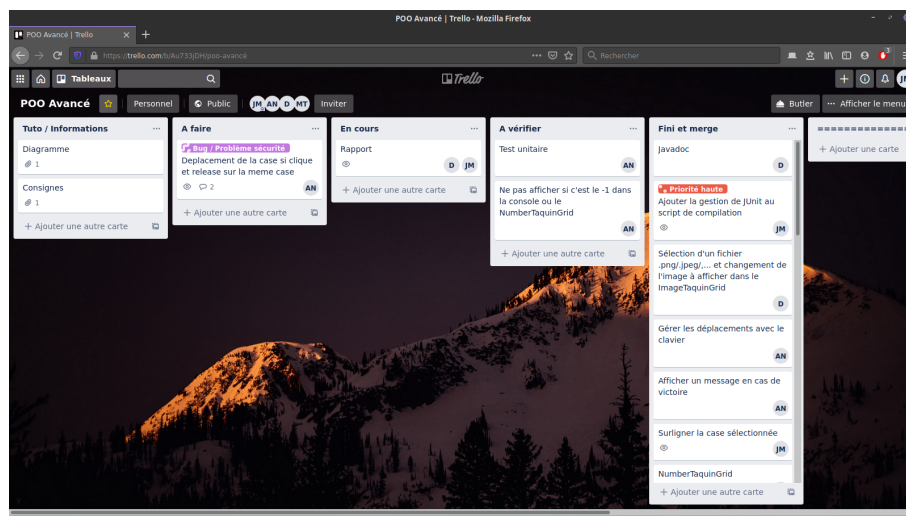 POO Avancé | Trello - Mozilla Firefox
POO Avancé | Trello
https://trello.com/b/Au733jDH/poo-avancé
Rechercher
3
Tableaux
Trello
JM
POO Avancé
Personnel
Public
JM AN D MT
Inviter
Butler
Afficher le menu
Tuto / Informations
Diagramme
1
Consignes
1
+ Ajouter une autre carte
A faire
Bug / Problème sécurité
Deplacement de la case si clique
et release sur la meme case
2
AN
+ Ajouter une autre carte
En cours
Rapport
D JM
+ Ajouter une autre carte
A vérifier
Test unitaire
AN
Ne pas afficher si c'est le -1 dans
la console ou le
NumberTaquinGrid
AN
+ Ajouter une autre carte
Fini et merge
Javadoc
D
Priorité haute
Ajouter la gestion de JUnit au
script de compilation
JM
Sélection d'un fichier
.png/.jpeg/,... et changement de
l'image à afficher dans le
ImageTaquinGrid
D
Gérer les déplacements avec le
clavier
AN
Afficher un message en cas de
victoire
AN
Surligner la case sélectionnée
JM
NumberTaquinGrid
+ Ajouter une autre carte
==============
+ Ajouter une carte